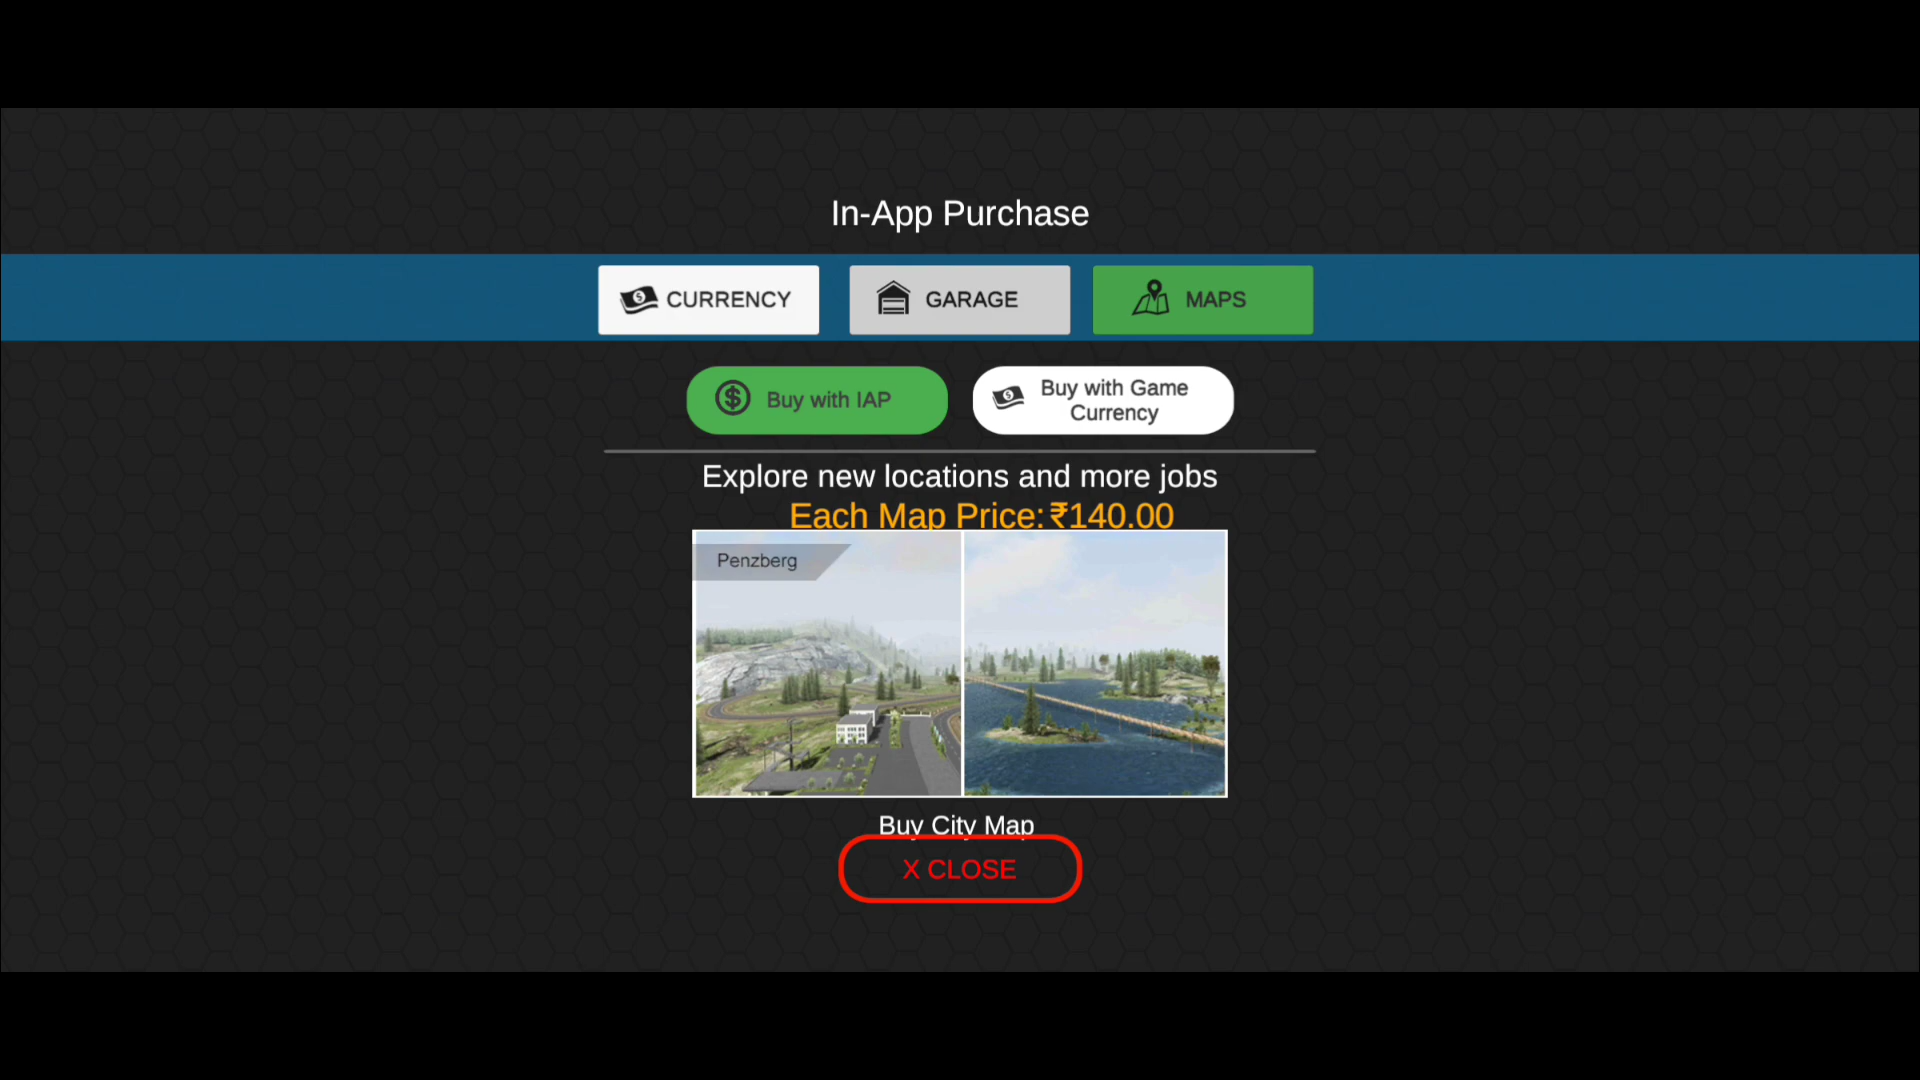 In-App Purchase
CURRENCY
GARAGE
MAPS
Buy with IAP
Buy with Game
Currency
Explore new locations and more jobs
Each Map Price:₹140.00
Penzberg
Buy City Map
X CLOSE